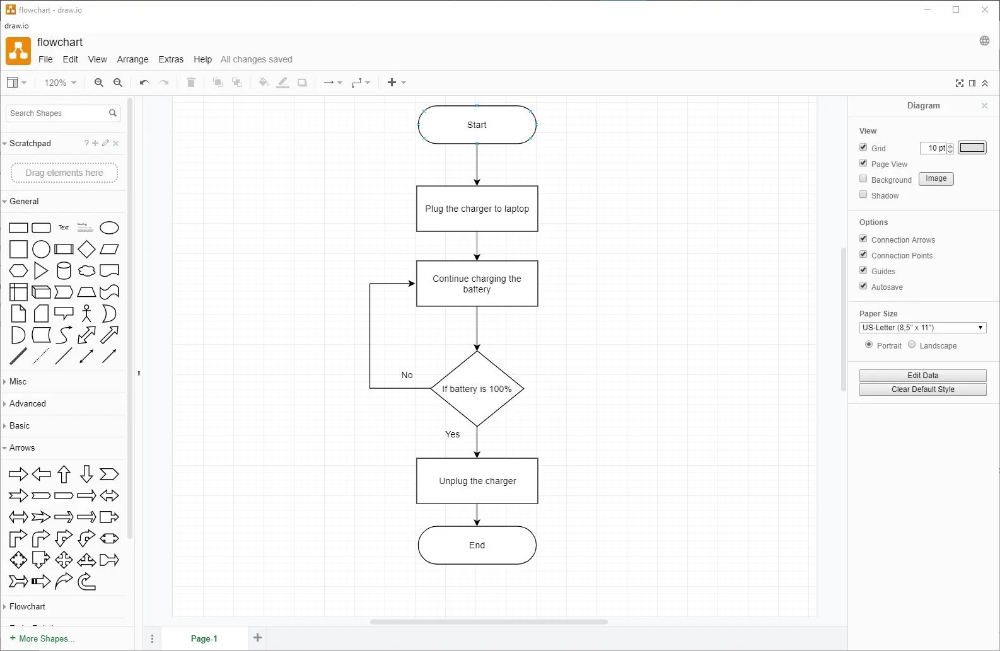 flowchart - draw.io
draw.io
flowchart
File Edit View Arrange Extras Help All changes saved
120%
Search Shapes
Scratchpad
Drag elements here
General
Text
Misc
Advanced
Basic
Arrows
Flowchart
+ More Shapes...
Start
Plug the charger to laptop
Continue charging the
battery
No
If battery is 100%
Yes
Unplug the charger
End
Page-1
Diagram
View
Grid 10 pt
Page View
Background Image
Shadow
Options
Connection Arrows
Connection Points
Guides
Autosave
Paper Size
US-Letter (8,5" x 11")
Portrait Landscape
Edit Data
Clear Default Style